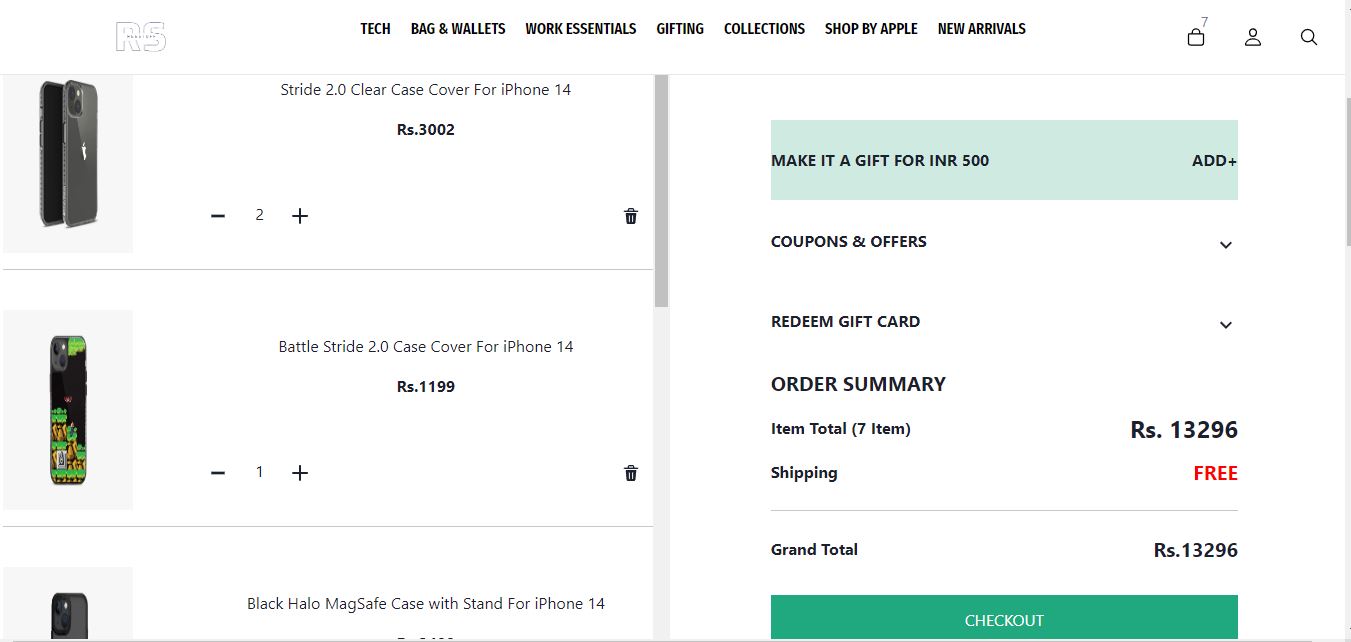 RS
7
TECH BAG & WALLETS WORK ESSENTIALS GIFTING COLLECTIONS SHOP BY APPLE NEW ARRIVALS
Stride 2.0 Clear Case Cover For iPhone 14
Rs.3002
2
Battle Stride 2.0 Case Cover For iPhone 14
Rs.1199
1
Black Halo MagSafe Case with Stand For iPhone 14
MAKE IT A GIFT FOR INR 500 ADD+
COUPONS & OFFERS
REDEEM GIFT CARD
ORDER SUMMARY
Item Total (7 Item) Rs. 13296
Shipping FREE
Grand Total Rs.13296
CHECKOUT